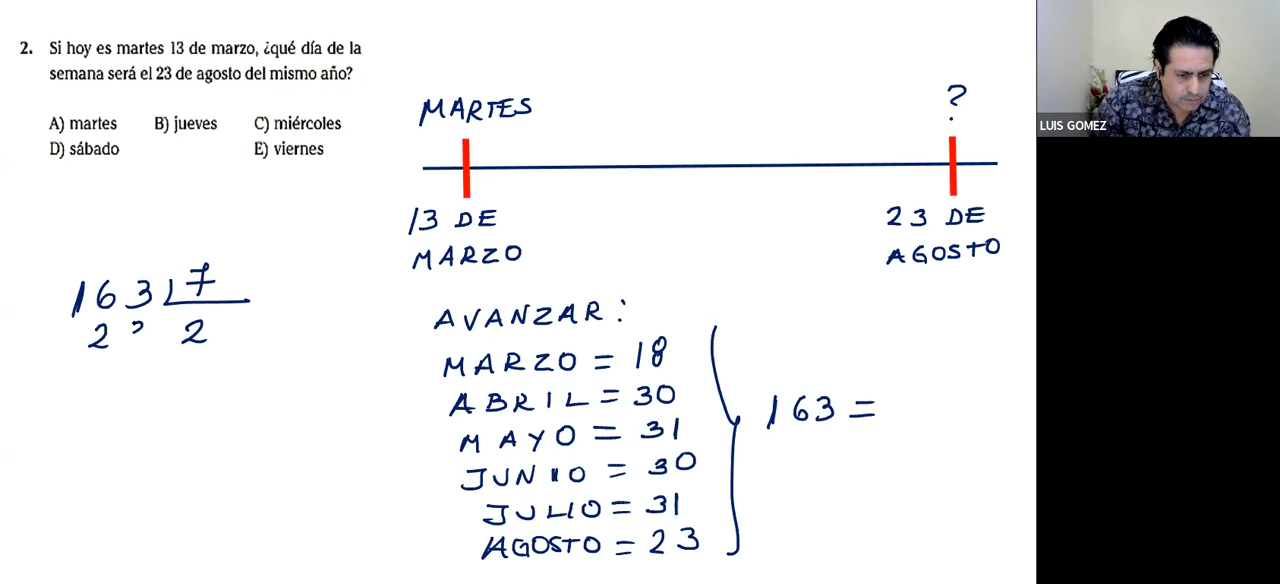 2. Si hoy es martes 13 de marzo, ¿qué día de la
semana será el 23 de agosto del mismo año?
A) martes B) jueves C) miércoles
D) sábado E) viernes
MARTES
?
13 DE
MARZO
23 DE
AGOSTO
163 7
2 2
AVANZAR:
MARZO = 18
ABRIL = 30
MAYO = 31
JUNIO = 30
JULIO = 31
AGOSTO = 23
163 =
LUIS GOMEZ